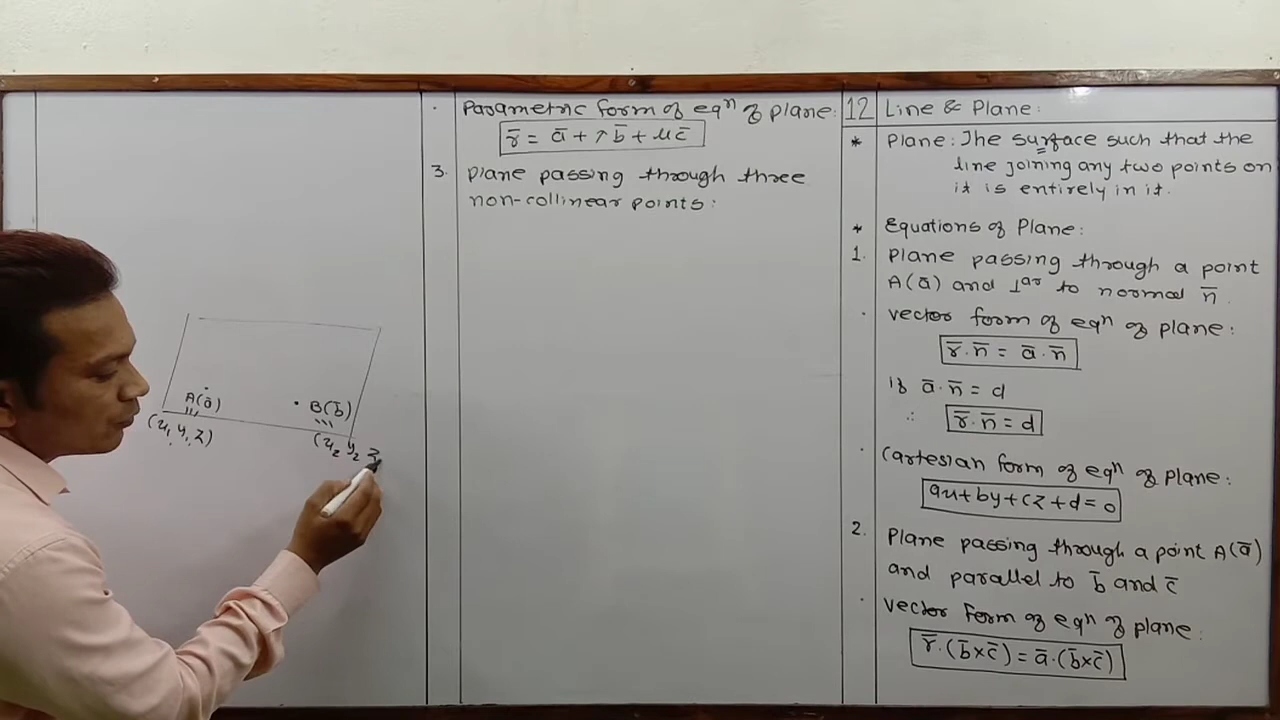 12 Line & Plane:
* Plane: The surface such that the
line joining any two points on
it is entirely in it.
* Equations of Plane:
1. Plane passing through a point
A(a̅) and ⊥ar to normal n̅.
· Vector form of eqⁿ of plane:
r̅.n̅ = a̅.n̅
if a̅.n̅ = d
∴ r̅.n̅ = d
· Cartesian form of eqⁿ of plane:
ax+by+cz+d=0
2. Plane passing through a point A(a̅)
and parallel to b̅ and c̅
· Vector form of eqⁿ of plane:
r̅.(b̅×c̅) = a̅.(b̅×c̅)
· Parametric form of eqⁿ of plane:
r̅ = a̅ + λb̅ + μc̅
3. Plane passing through three
non-collinear points:
A(a̅)
(x₁ y₁ z₁)
B(b̅)
(x₂ y₂ z